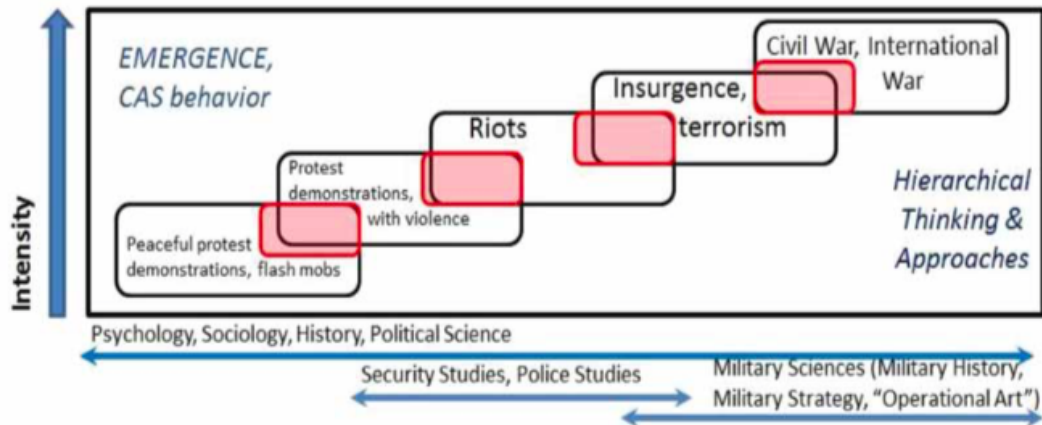 EMERGENCE,
CAS behavior
Civil War, International
War
Insurgence,
terrorism
Riots
Protest
demonstrations,
with violence
Peaceful protest
demonstrations, flash mobs
Hierarchical
Thinking &
Approaches
Intensity
Psychology, Sociology, History, Political Science
Security Studies, Police Studies
Military Sciences (Military History,
Military Strategy, “Operational Art”)